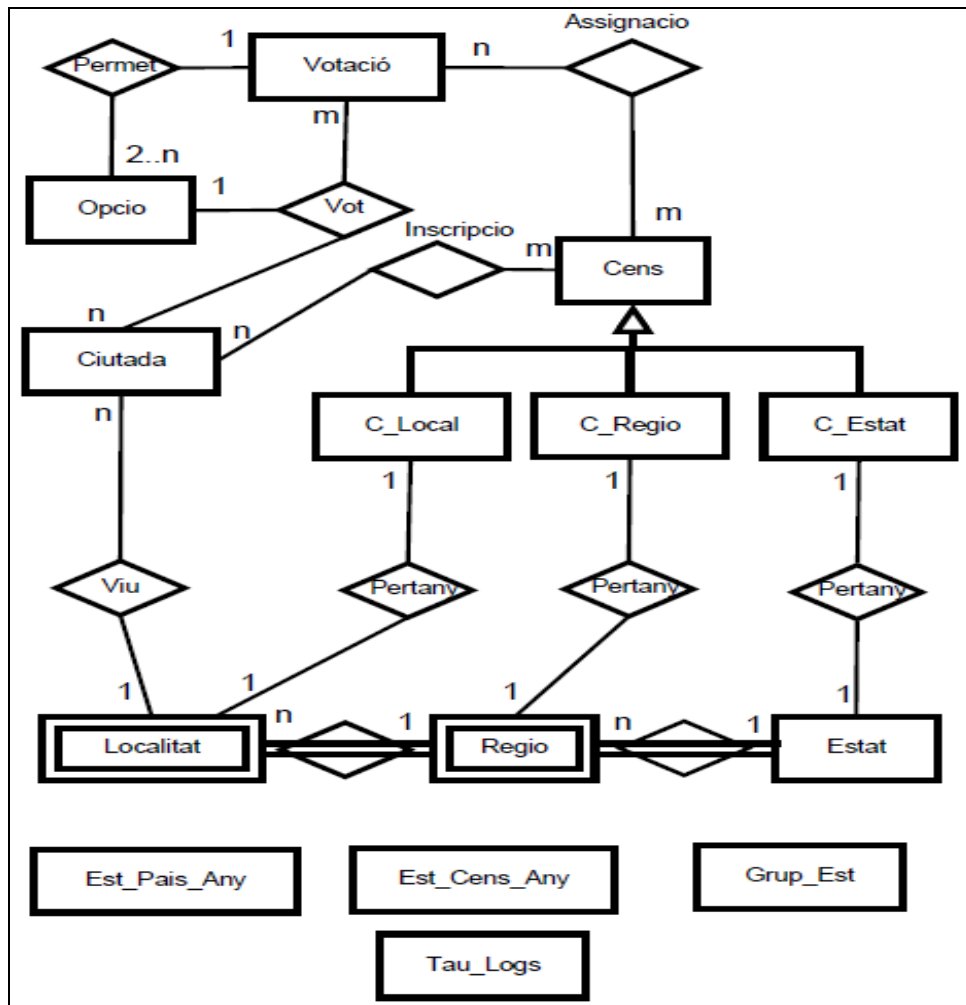 Assignacio
1
n
Permet
Votació
m
2..n
1
m
Opcio
Vot
Inscripcio
m
Cens
n
n
Ciutada
n
C_Local
C_Regio
C_Estat
1
1
1
Viu
Pertany
Pertany
Pertany
1
1
1
1
n
1
n
1
Localitat
Regio
Estat
Est_Pais_Any
Est_Cens_Any
Grup_Est
Tau_Logs